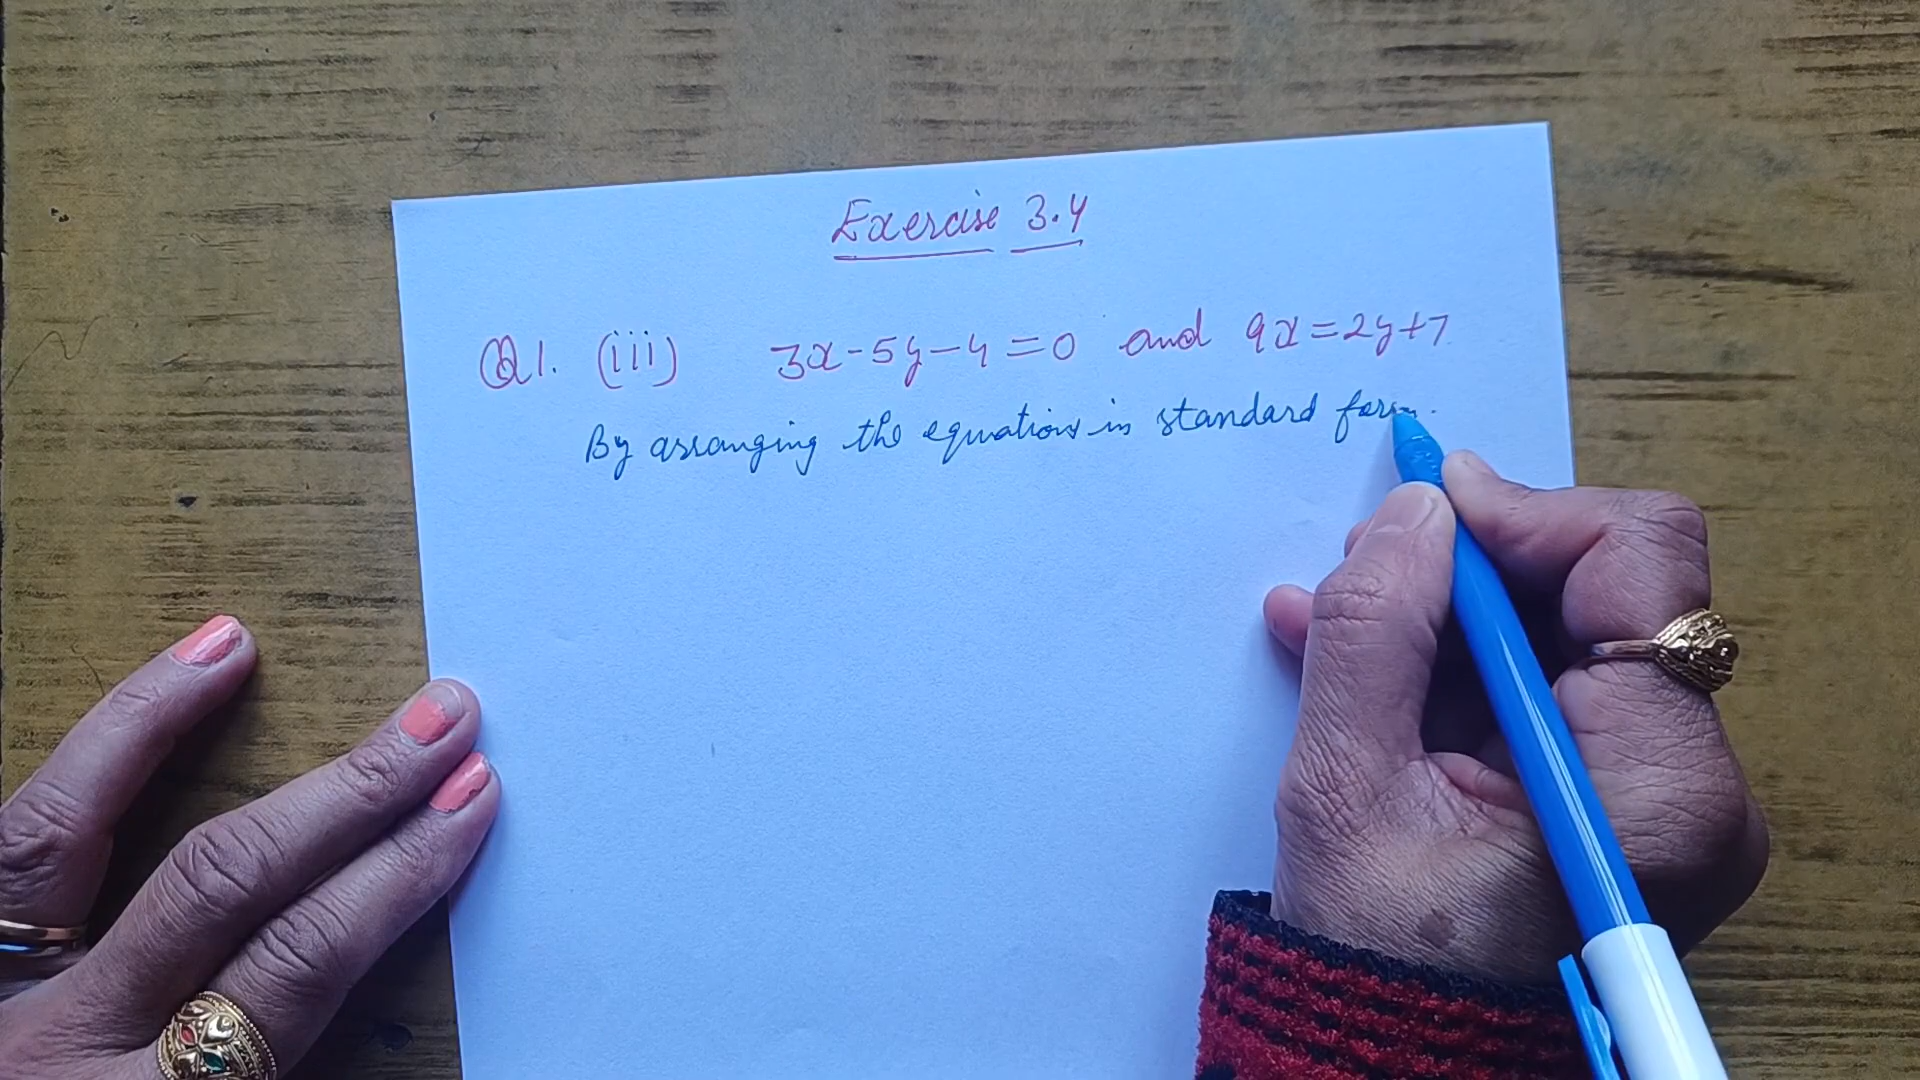 Exercise 3.4
Q1. (iii) 3x-5y-4=0 and 9x=2y+7
By arranging the equations in standard form.